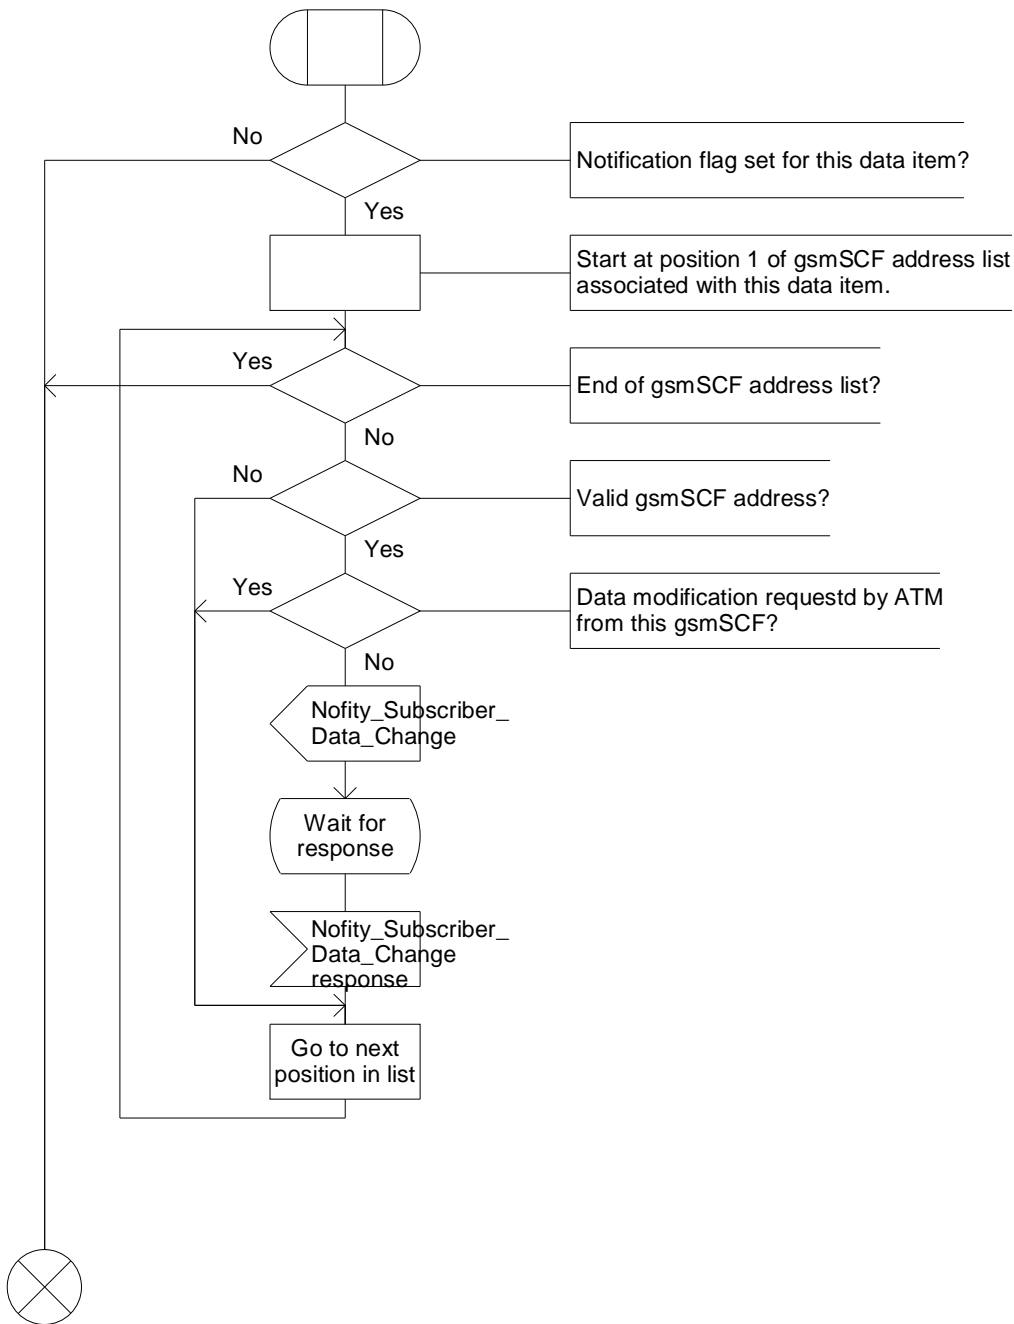 No
Notification flag set for this data item?
Yes
Start at position 1 of gsmSCF address list
associated with this data item.
Yes
End of gsmSCF address list?
No
No
Valid gsmSCF address?
Yes
Yes
Data modification requestd by ATM
from this gsmSCF?
No
Nofity_Subscriber_
Data_Change
Wait for
response
Nofity_Subscriber_
Data_Change
response
Go to next
position in list